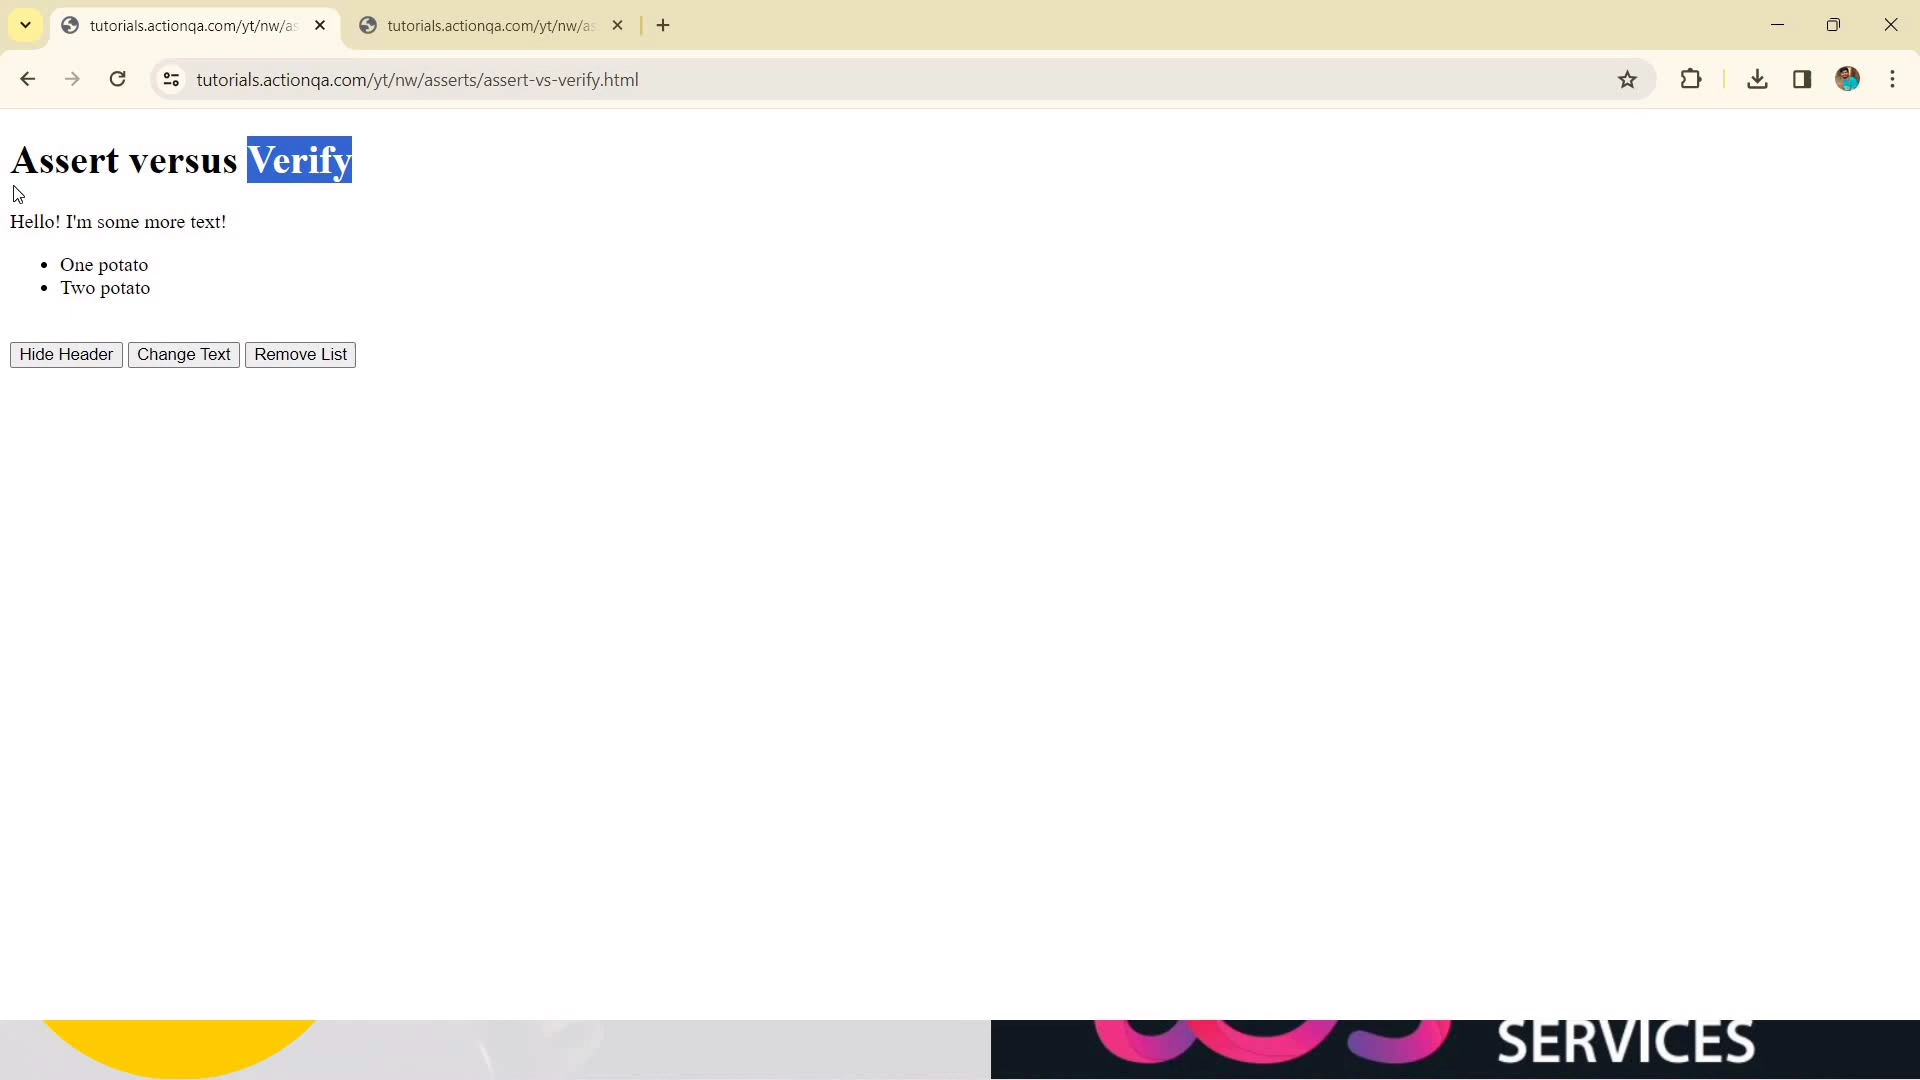 tutorials.actionqa.com/yt/nw/as
tutorials.actionqa.com/yt/nw/as
tutorials.actionqa.com/yt/nw/asserts/assert-vs-verify.html
Assert versus Verify
Hello! I'm some more text!
• One potato
• Two potato
Hide Header Change Text Remove List
SERVICES